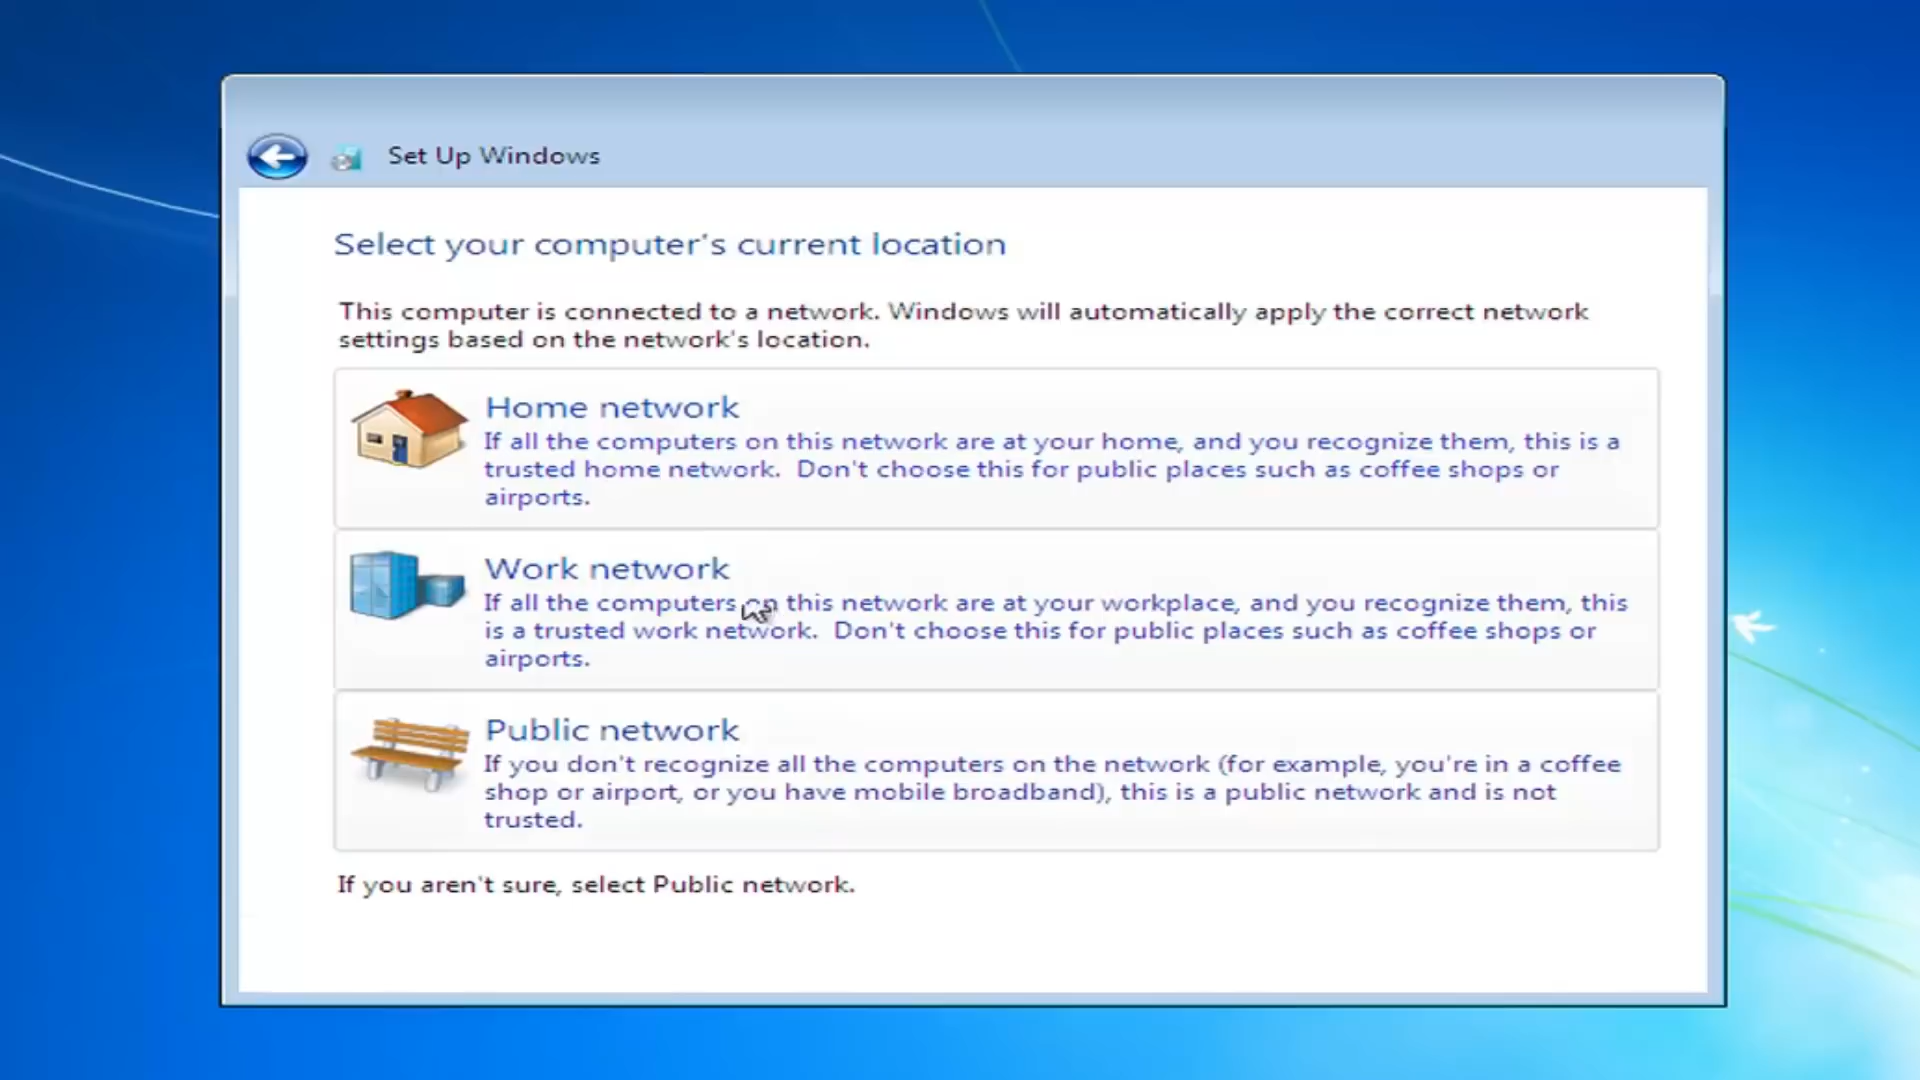 Set Up Windows
Select your computer's current location
This computer is connected to a network. Windows will automatically apply the correct network
settings based on the network's location.
Home network
If all the computers on this network are at your home, and you recognize them, this is a
trusted home network. Don't choose this for public places such as coffee shops or
airports.
Work network
If all the computers on this network are at your workplace, and you recognize them, this
is a trusted work network. Don't choose this for public places such as coffee shops or
airports.
Public network
If you don't recognize all the computers on the network (for example, you're in a coffee
shop or airport, or you have mobile broadband), this is a public network and is not
trusted.
If you aren't sure, select Public network.